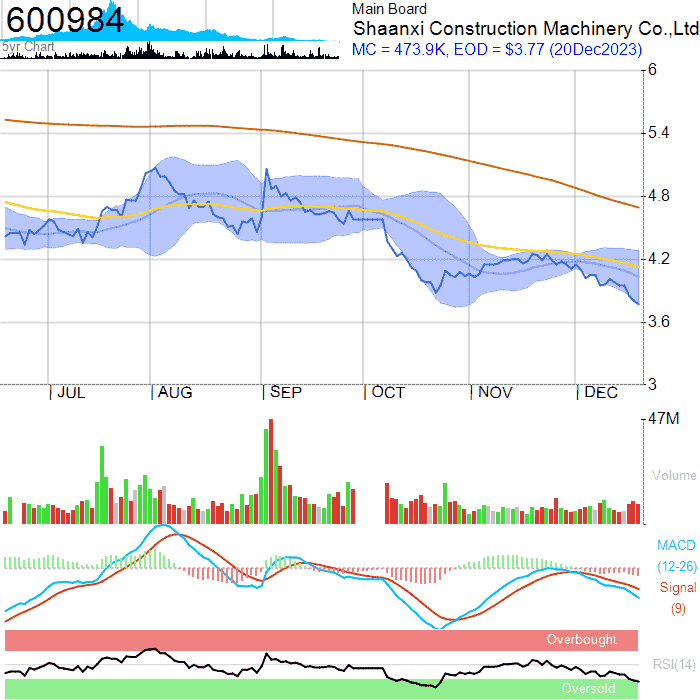 600984
5yr Chart
Main Board
Shaanxi Construction Machinery Co.,Ltd
MC = 473.9K, EOD = $3.77 (20Dec2023)
6
5.4
4.8
4.2
3.6
3
JUL
AUG
SEP
OCT
NOV
DEC
47M
Volume
MACD
(12-26)
Signal
(9)
Overbought
RSI(14)
Oversold